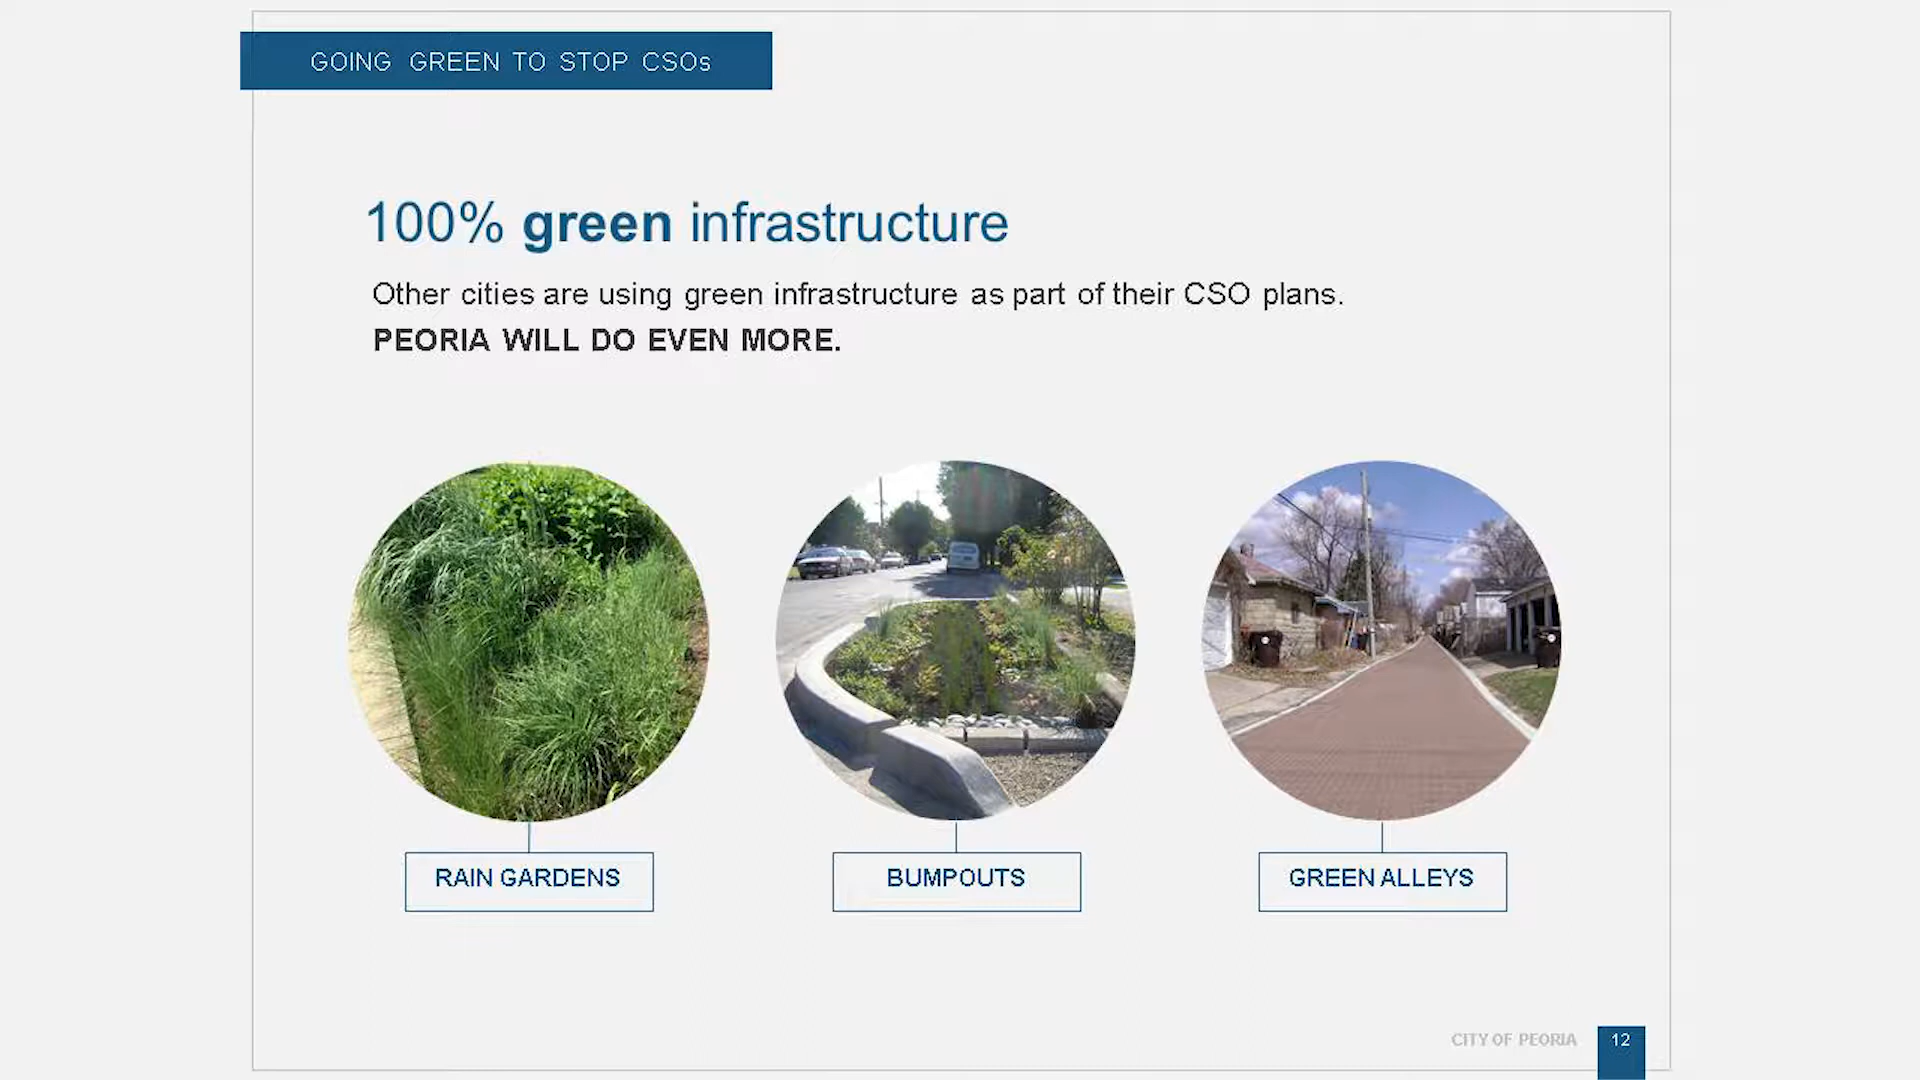 GOING GREEN TO STOP CSOs
100% green infrastructure
Other cities are using green infrastructure as part of their CSO plans.
PEORIA WILL DO EVEN MORE.
RAIN GARDENS
BUMPOUTS
GREEN ALLEYS
CITY OF PEORIA
12